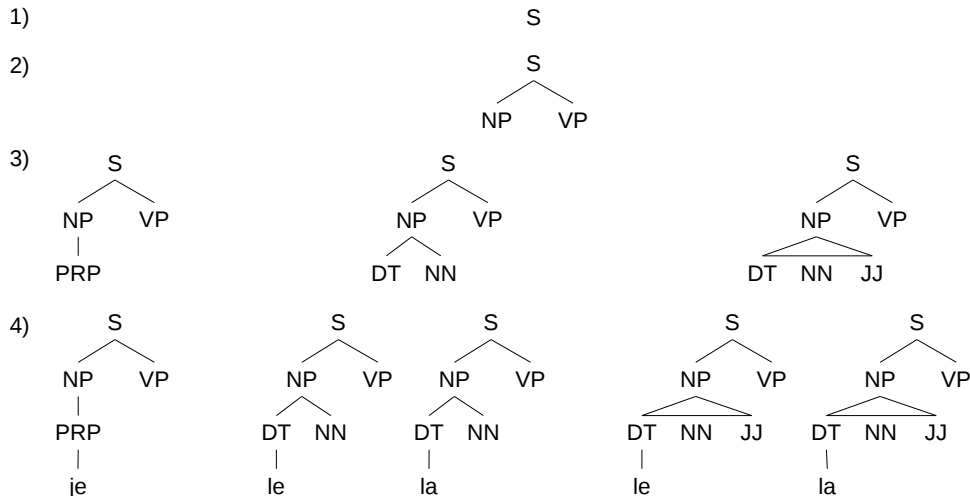 1) S
2) S
NP VP
3) S S S
NP VP NP VP NP VP
PRP DT NN DT NN JJ
4) S S S S S
NP VP NP VP NP VP NP VP NP VP
PRP DT NN DT NN DT NN JJ DT NN JJ
je le la le la